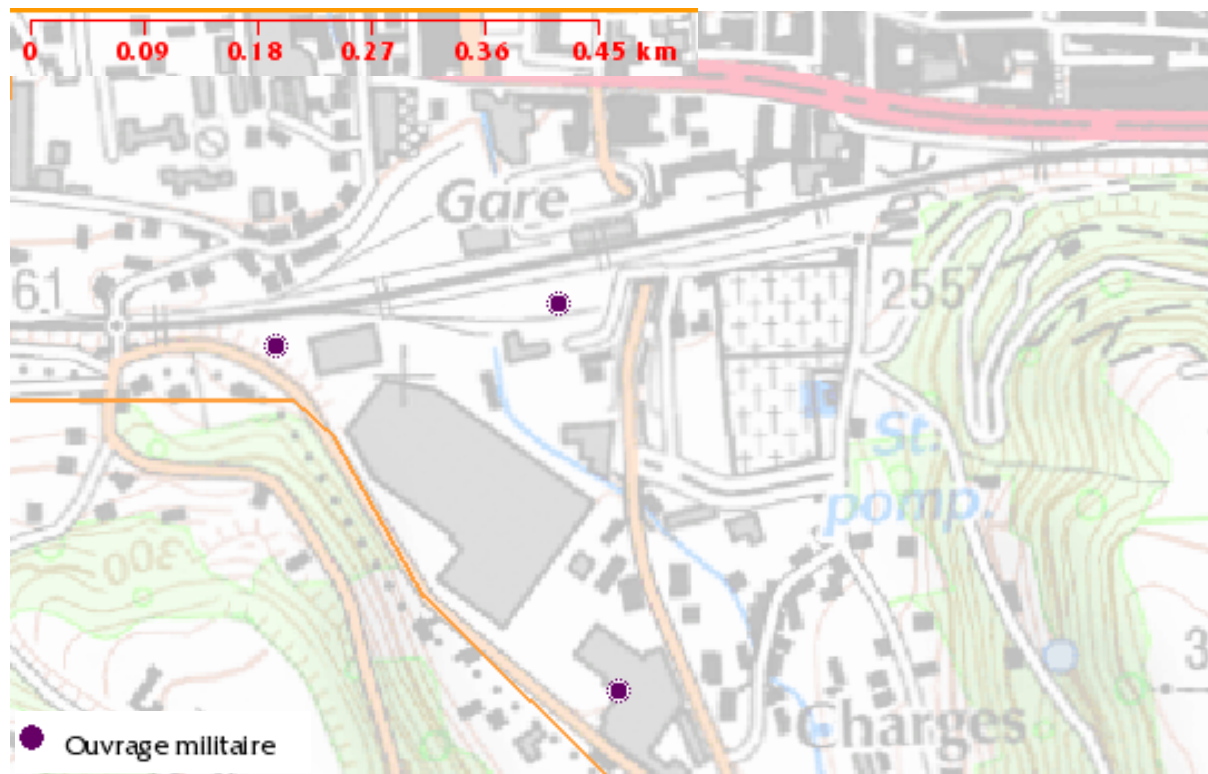 0 0.09 0.18 0.27 0.36 0.45 km
Gare
61
255
St.
pomp.
300
3
Charges
Ouvrage militaire